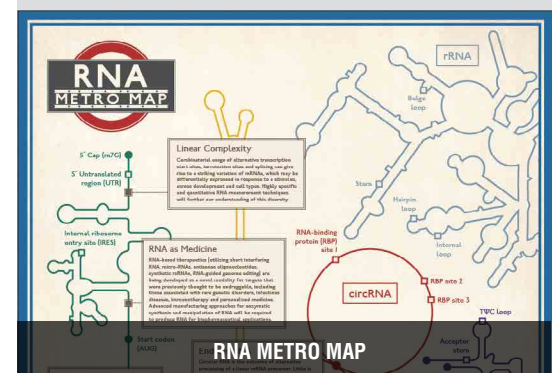 RNA
METRO MAP
rRNA
Bulge
loop
Stem
Hairpin
loop
Internal
loop
5' Cap (m7G)
5' Untranslated
region (UTR)
Internal ribosome
entry site (IRES)
Start codon
(AUG)
Linear Complexity
Combinatorial usage of alternative transcription
start sites, termination sites and splicing can give
rise to a striking variation of mRNAs, which may be
differentially expressed in response to a stimulus,
across development and cell types. Highly specific
and quantitative RNA measurement techniques
will further our understanding of this diversity.
RNA as Medicine
RNA-based therapeutics (utilizing short interfering
RNA, micro-RNAs, antisense oligonucleotides,
synthetic mRNAs, RNA-guided genome editing) are
being developed as a novel modality for targets that
were previously thought to be undruggable, including
those associated with rare genetic disorders, infectious
diseases, immunotherapy and personalized medicine.
Advanced manufacturing approaches for enzymatic
synthesis and manipulation of RNA will be required
to produce RNA for biopharmaceutical applications.
RNA-binding
protein (RBP)
site 1
circRNA
RBP site 2
RBP site 3
TΨC loop
Acceptor
stem
RNA METRO MAP